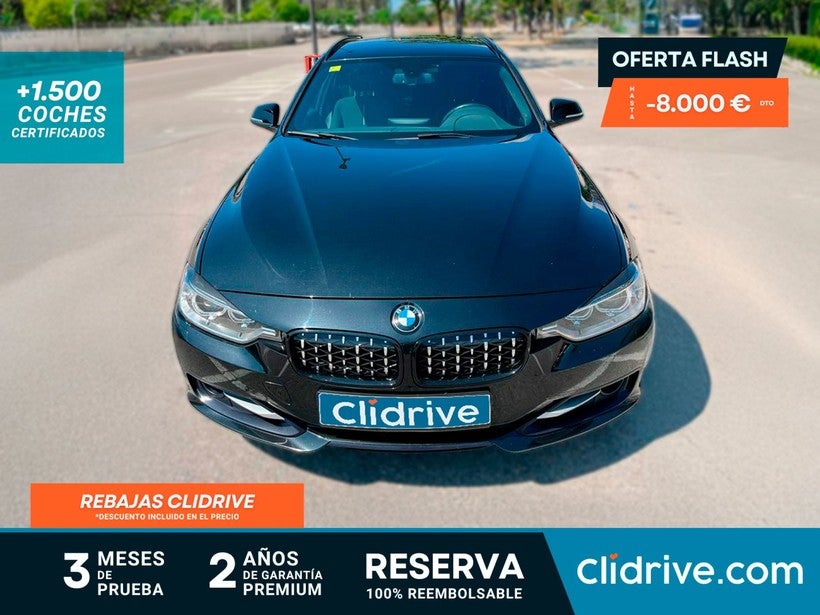 +1.500
COCHES
CERTIFICADOS
OFERTA FLASH
HASTA
-8.000 € DTO
BMW
Clidrive
REBAJAS CLIDRIVE
*DESCUENTO INCLUIDO EN EL PRECIO
3 MESES
DE
PRUEBA
2 AÑOS
DE GARANTÍA
PREMIUM
RESERVA
100% REEMBOLSABLE
Clidrive.com